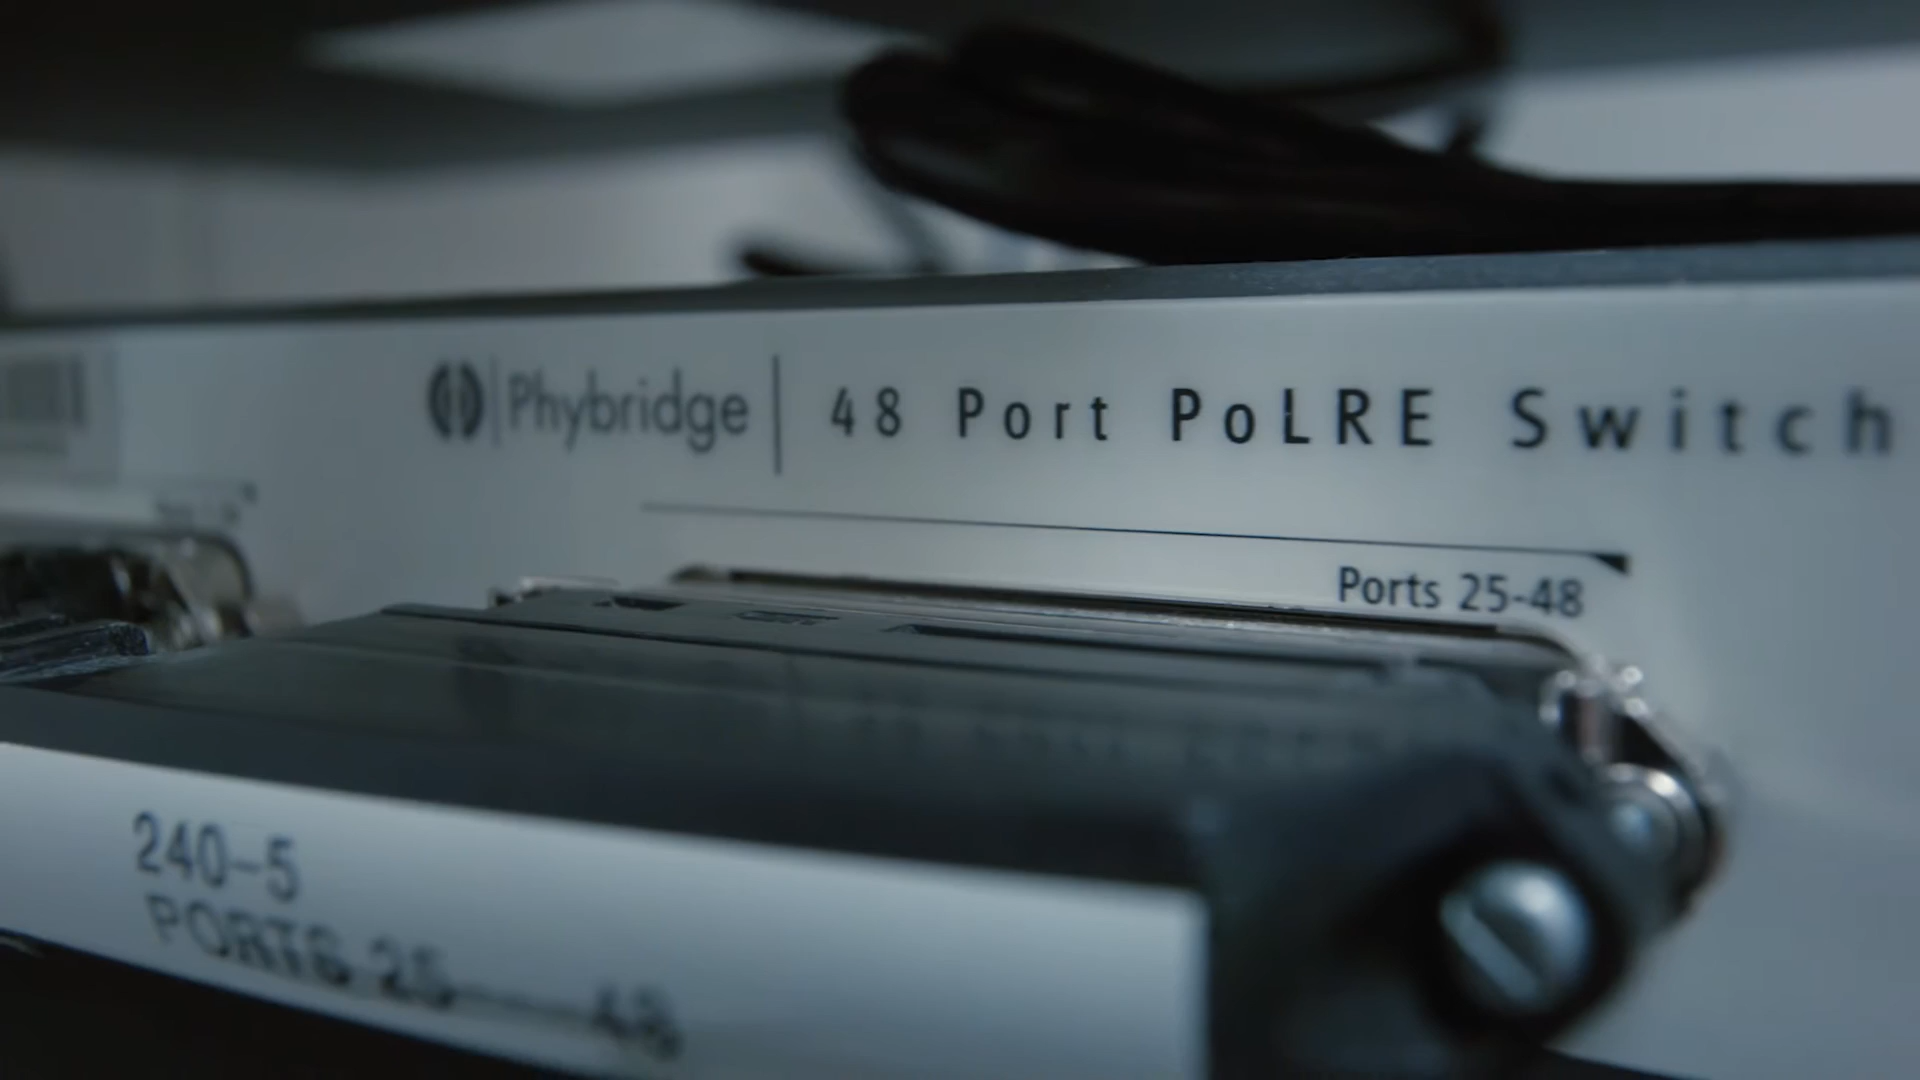 Phybridge | 48 Port PoLRE Switch
Ports 25-48
240-5
PORTS 25----48